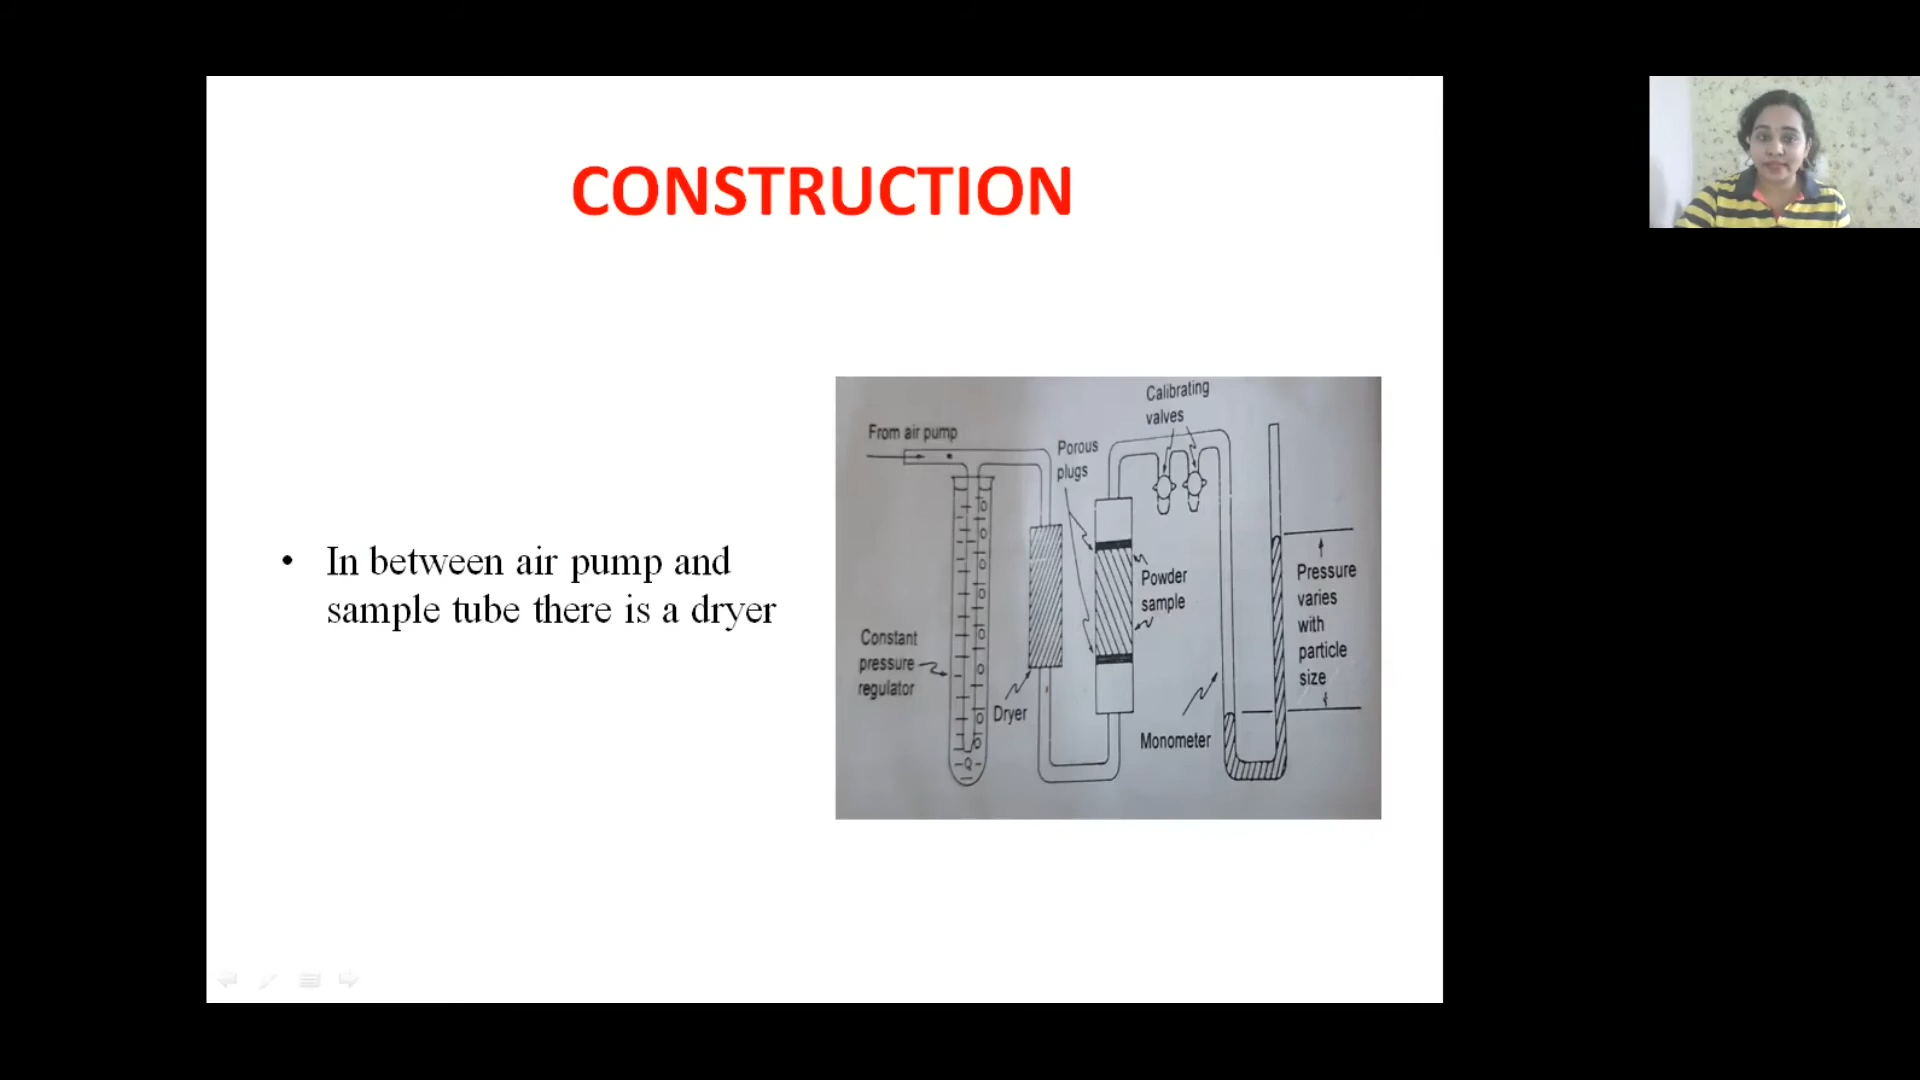 CONSTRUCTION
• In between air pump and
sample tube there is a dryer
From air pump
Calibrating
valves
Porous
plugs
Constant
pressure
regulator
Dryer
Powder
sample
Monometer
Pressure
varies
with
particle
size